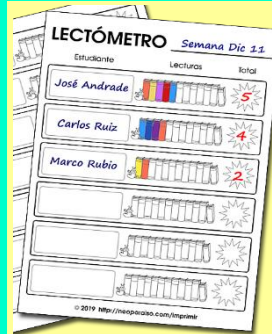 LECTÓMETRO Semana Dic 11
Estudiante Lecturas Total
José Andrade 5
Carlos Ruiz 4
Marco Rubio 2
© 2019 http://neoparaiso.com/imprimir